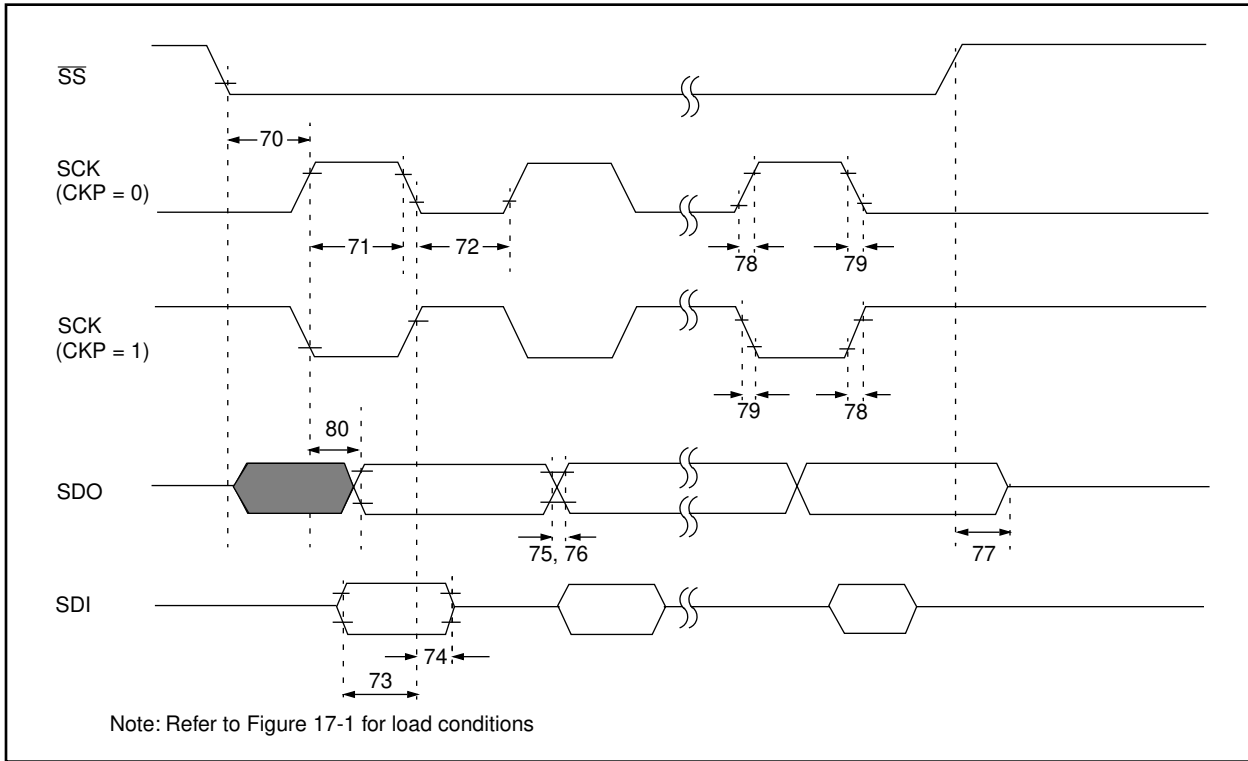 SS
70
SCK
(CKP = 0)
71
72
78
79
SCK
(CKP = 1)
79
78
80
SDO
75, 76
77
SDI
74
73
Note: Refer to Figure 17-1 for load conditions